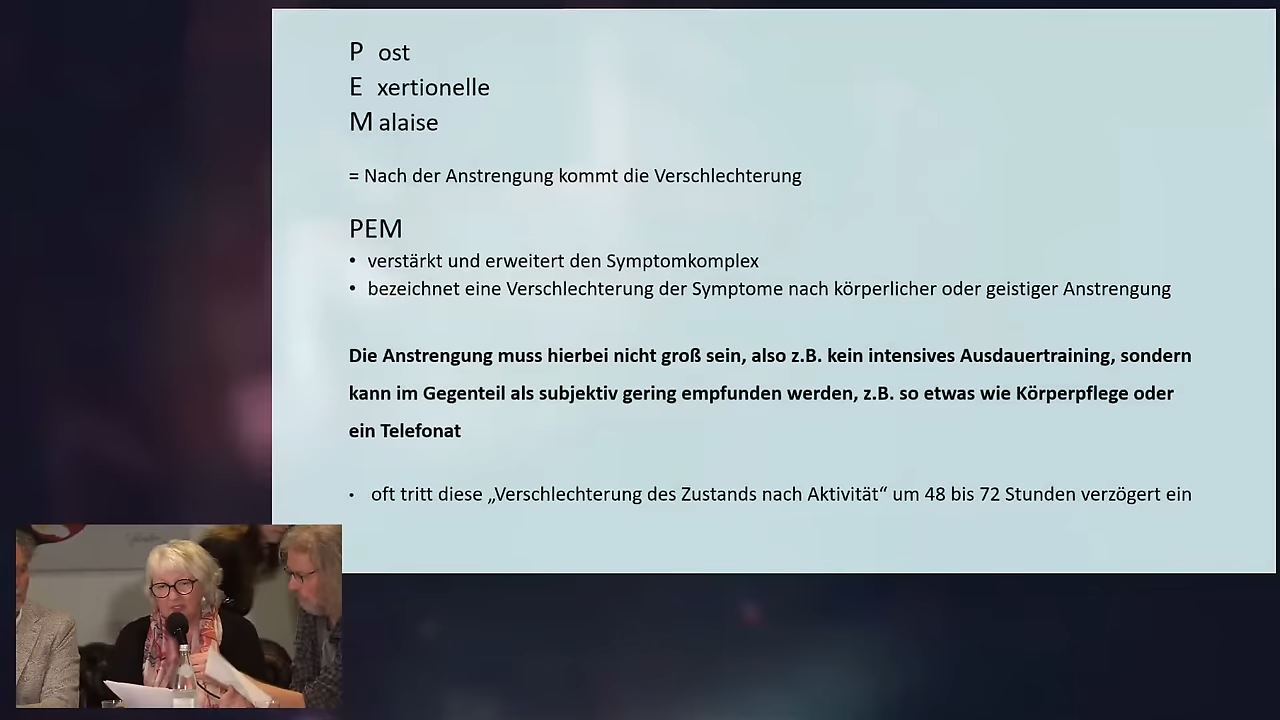 P ost
E xertionelle
M alaise
= Nach der Anstrengung kommt die Verschlechterung
PEM
• verstärkt und erweitert den Symptomkomplex
• bezeichnet eine Verschlechterung der Symptome nach körperlicher oder geistiger Anstrengung
Die Anstrengung muss hierbei nicht groß sein, also z.B. kein intensives Ausdauertraining, sondern
kann im Gegenteil als subjektiv gering empfunden werden, z.B. so etwas wie Körperpflege oder
ein Telefonat
• oft tritt diese „Verschlechterung des Zustands nach Aktivität“ um 48 bis 72 Stunden verzögert ein